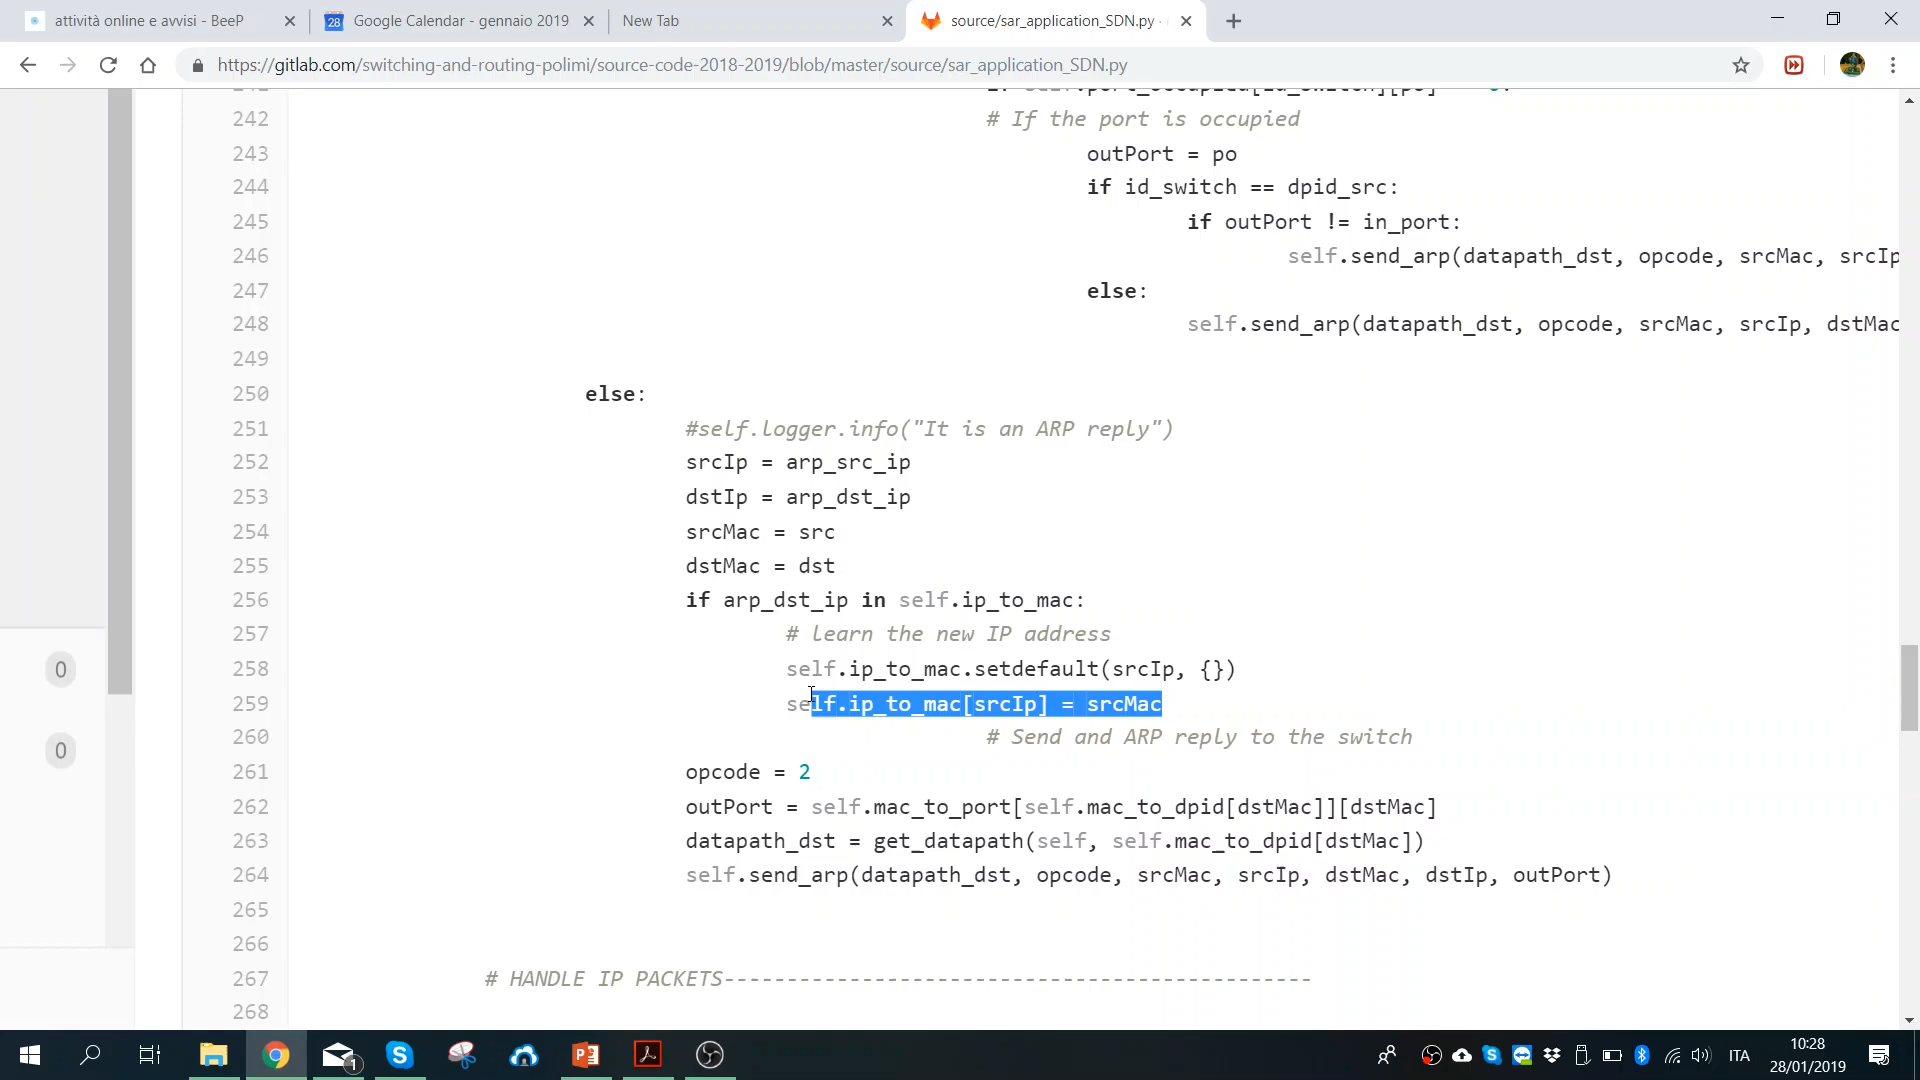 attività online e avvisi - BeeP
28 Google Calendar - gennaio 2019
New Tab
source/sar_application_SDN.py ·
https://gitlab.com/switching-and-routing-polimi/source-code-2018-2019/blob/master/source/sar_application_SDN.py
242 # If the port is occupied
243 outPort = po
244 if id_switch == dpid_src:
245 if outPort != in_port:
246 self.send_arp(datapath_dst, opcode, srcMac, srcIp
247 else:
248 self.send_arp(datapath_dst, opcode, srcMac, srcIp, dstMac
249
250 else:
251 #self.logger.info("It is an ARP reply")
252 srcIp = arp_src_ip
253 dstIp = arp_dst_ip
254 srcMac = src
255 dstMac = dst
256 if arp_dst_ip in self.ip_to_mac:
257 # learn the new IP address
258 self.ip_to_mac.setdefault(srcIp, {})
259 self.ip_to_mac[srcIp] = srcMac
260 # Send and ARP reply to the switch
261 opcode = 2
262 outPort = self.mac_to_port[self.mac_to_dpid[dstMac]][dstMac]
263 datapath_dst = get_datapath(self, self.mac_to_dpid[dstMac])
264 self.send_arp(datapath_dst, opcode, srcMac, srcIp, dstMac, dstIp, outPort)
265
266
267 # HANDLE IP PACKETS-----------------------------------------------
268
0
0
1
ITA
10:28
28/01/2019